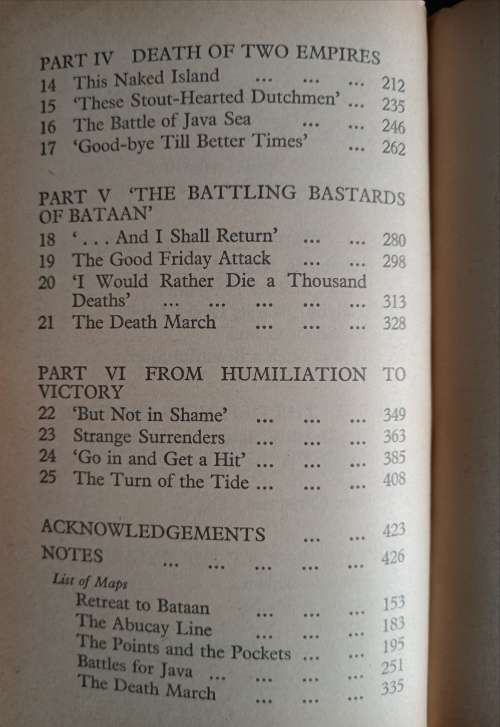 PART IV DEATH OF TWO EMPIRES
14 This Naked Island ... ... ... 212
15 ‘These Stout-Hearted Dutchmen’ ... 235
16 The Battle of Java Sea ... ... 246
17 ‘Good-bye Till Better Times’ ... 262
PART V ‘THE BATTLING BASTARDS
OF BATAAN’
18 ‘. . . And I Shall Return’ ... ... 280
19 The Good Friday Attack ... ... 298
20 ‘I Would Rather Die a Thousand
Deaths’ ... ... ... ... ... 313
21 The Death March ... ... ... 328
PART VI FROM HUMILIATION TO
VICTORY
22 ‘But Not in Shame’ ... ... ... 349
23 Strange Surrenders ... ... ... 363
24 ‘Go in and Get a Hit’ ... ... ... 385
25 The Turn of the Tide ... ... ... 408
ACKNOWLEDGEMENTS ... ... 423
NOTES ... ... ... ... ... 426
List of Maps
Retreat to Bataan ... ... ... 153
The Abucay Line ... ... ... 183
The Points and the Pockets ... ... 195
Battles for Java ... ... ... ... 251
The Death March ... ... ... 335